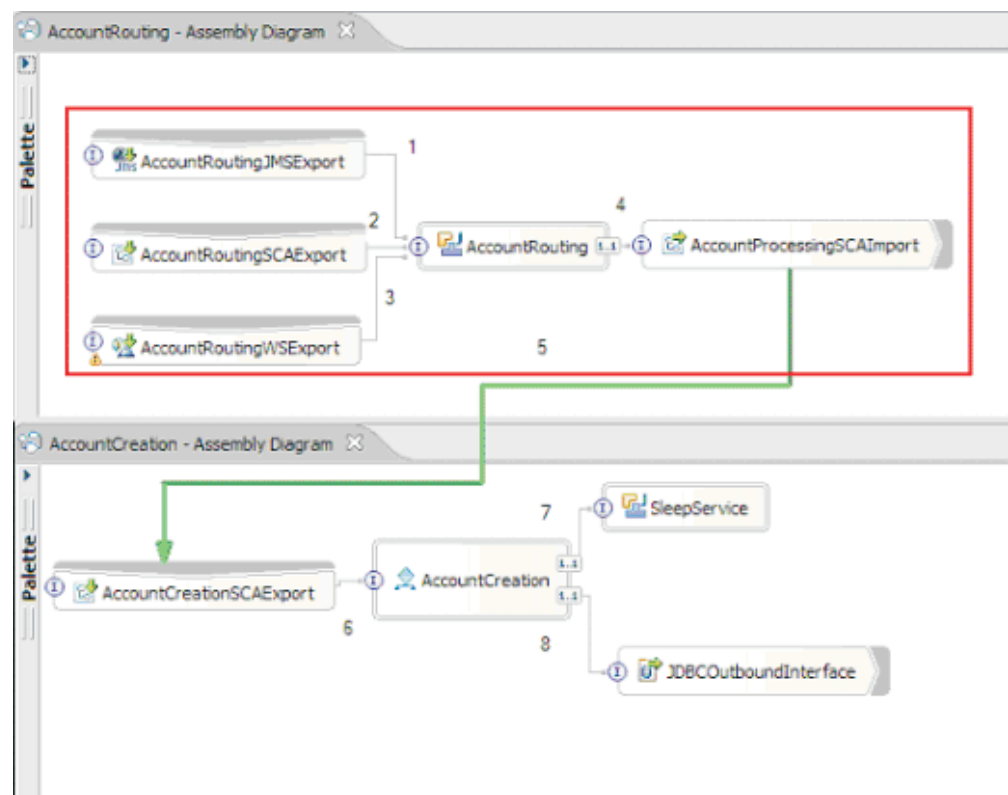 AccountRouting - Assembly Diagram
Palette
AccountRoutingJMSExport
JMS
1
AccountRoutingSCAExport
2
AccountRouting
1..1
4
AccountProcessingSCAImport
3
AccountRoutingWSExport
5
AccountCreation - Assembly Diagram
Palette
7
SleepService
AccountCreationSCAExport
AccountCreation
1..1
1..1
6
8
JDBCOutboundInterface